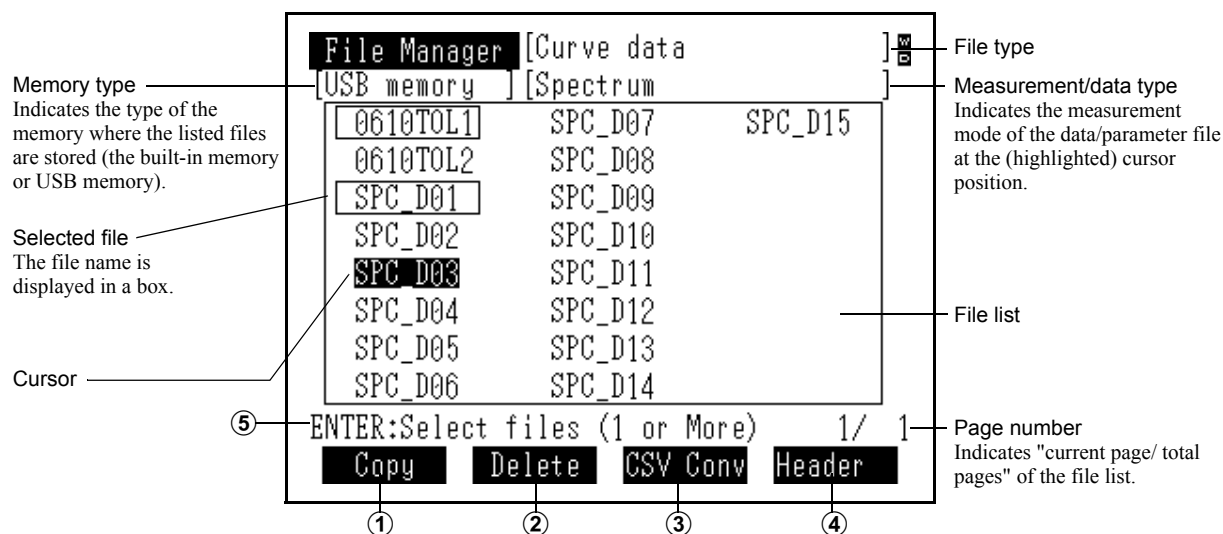 File Manager [Curve data ] WD
[USB memory ] [Spectrum ]
0610TOL1 SPC_D07 SPC_D15
0610TOL2 SPC_D08
SPC_D01 SPC_D09
SPC_D02 SPC_D10
SPC_D03 SPC_D11
SPC_D04 SPC_D12
SPC_D05 SPC_D13
SPC_D06 SPC_D14
ENTER:Select files (1 or More) 1/ 1
Copy Delete CSV Conv Header
Memory type
Indicates the type of the
memory where the listed files
are stored (the built-in memory
or USB memory).
Selected file
The file name is
displayed in a box.
Cursor
⑤
① ② ③ ④
File type
Measurement/data type
Indicates the measurement
mode of the data/parameter file
at the (highlighted) cursor
position.
File list
Page number
Indicates "current page/ total
pages" of the file list.